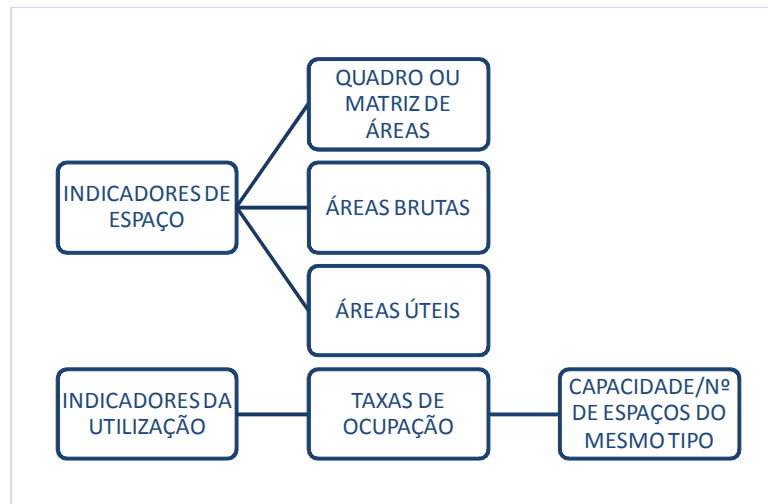 QUADRO OU
MATRIZ DE
ÁREAS
INDICADORES DE
ESPAÇO
ÁREAS BRUTAS
ÁREAS ÚTEIS
INDICADORES DA
UTILIZAÇÃO
TAXAS DE
OCUPAÇÃO
CAPACIDADE/Nº
DE ESPAÇOS DO
MESMO TIPO